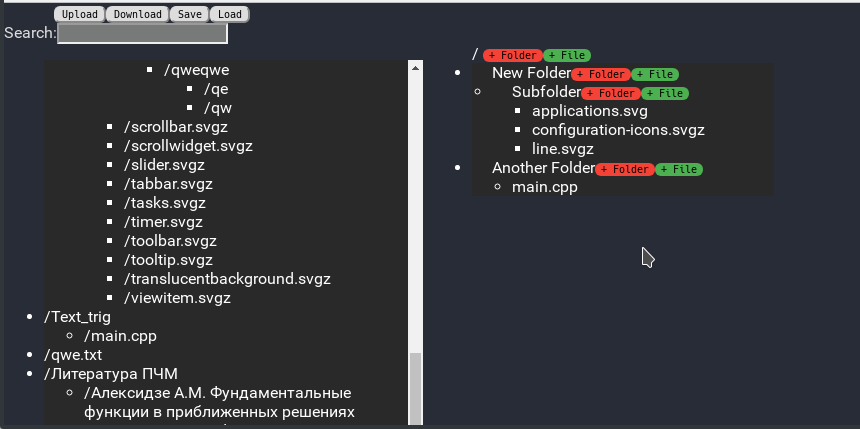 Upload Download Save Load
Search:
/qweqwe
/qe
/qw
/scrollbar.svgz
/scrollwidget.svgz
/slider.svgz
/tabbar.svgz
/tasks.svgz
/timer.svgz
/toolbar.svgz
/tooltip.svgz
/translucentbackground.svgz
/viewitem.svgz
/Text_trig
/main.cpp
/qwe.txt
/Литература ПЧМ
/Алексидзе А.М. Фундаментальные
функции в приближенных решениях
/ + Folder + File
New Folder + Folder + File
Subfolder + Folder + File
applications.svg
configuration-icons.svgz
line.svgz
Another Folder + Folder + File
main.cpp